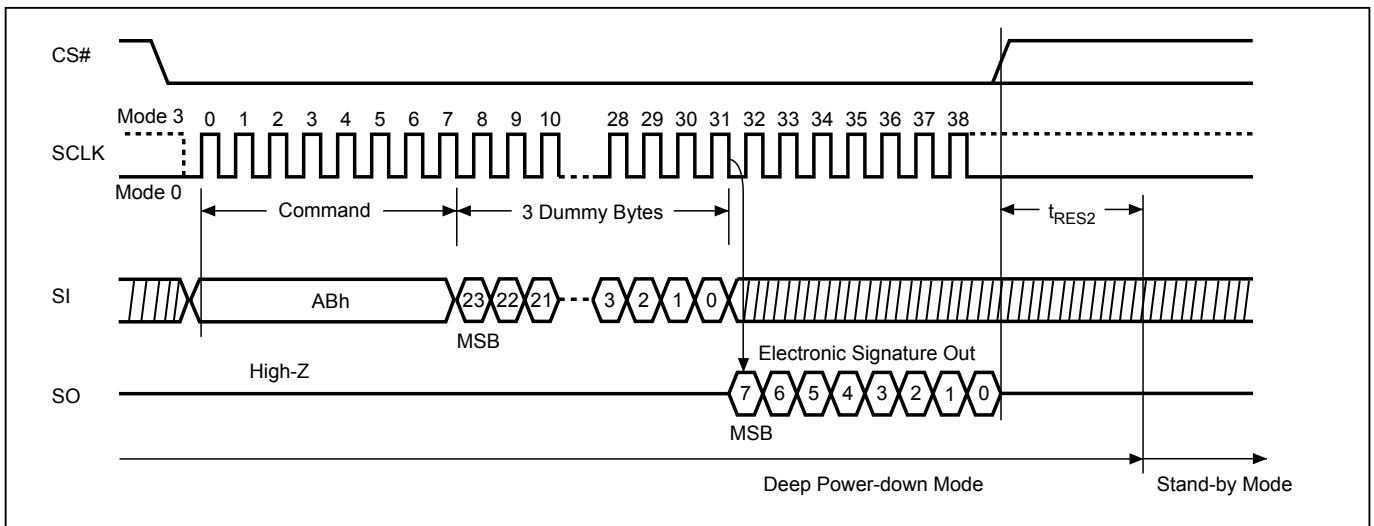 CS#
Mode 3
0 1 2 3 4 5 6 7 8 9 10 28 29 30 31 32 33 34 35 36 37 38
SCLK
Mode 0
Command
3 Dummy Bytes
tRES2
SI
ABh
23 22 21 3 2 1 0
MSB
Electronic Signature Out
High-Z
SO
7 6 5 4 3 2 1 0
MSB
Deep Power-down Mode
Stand-by Mode